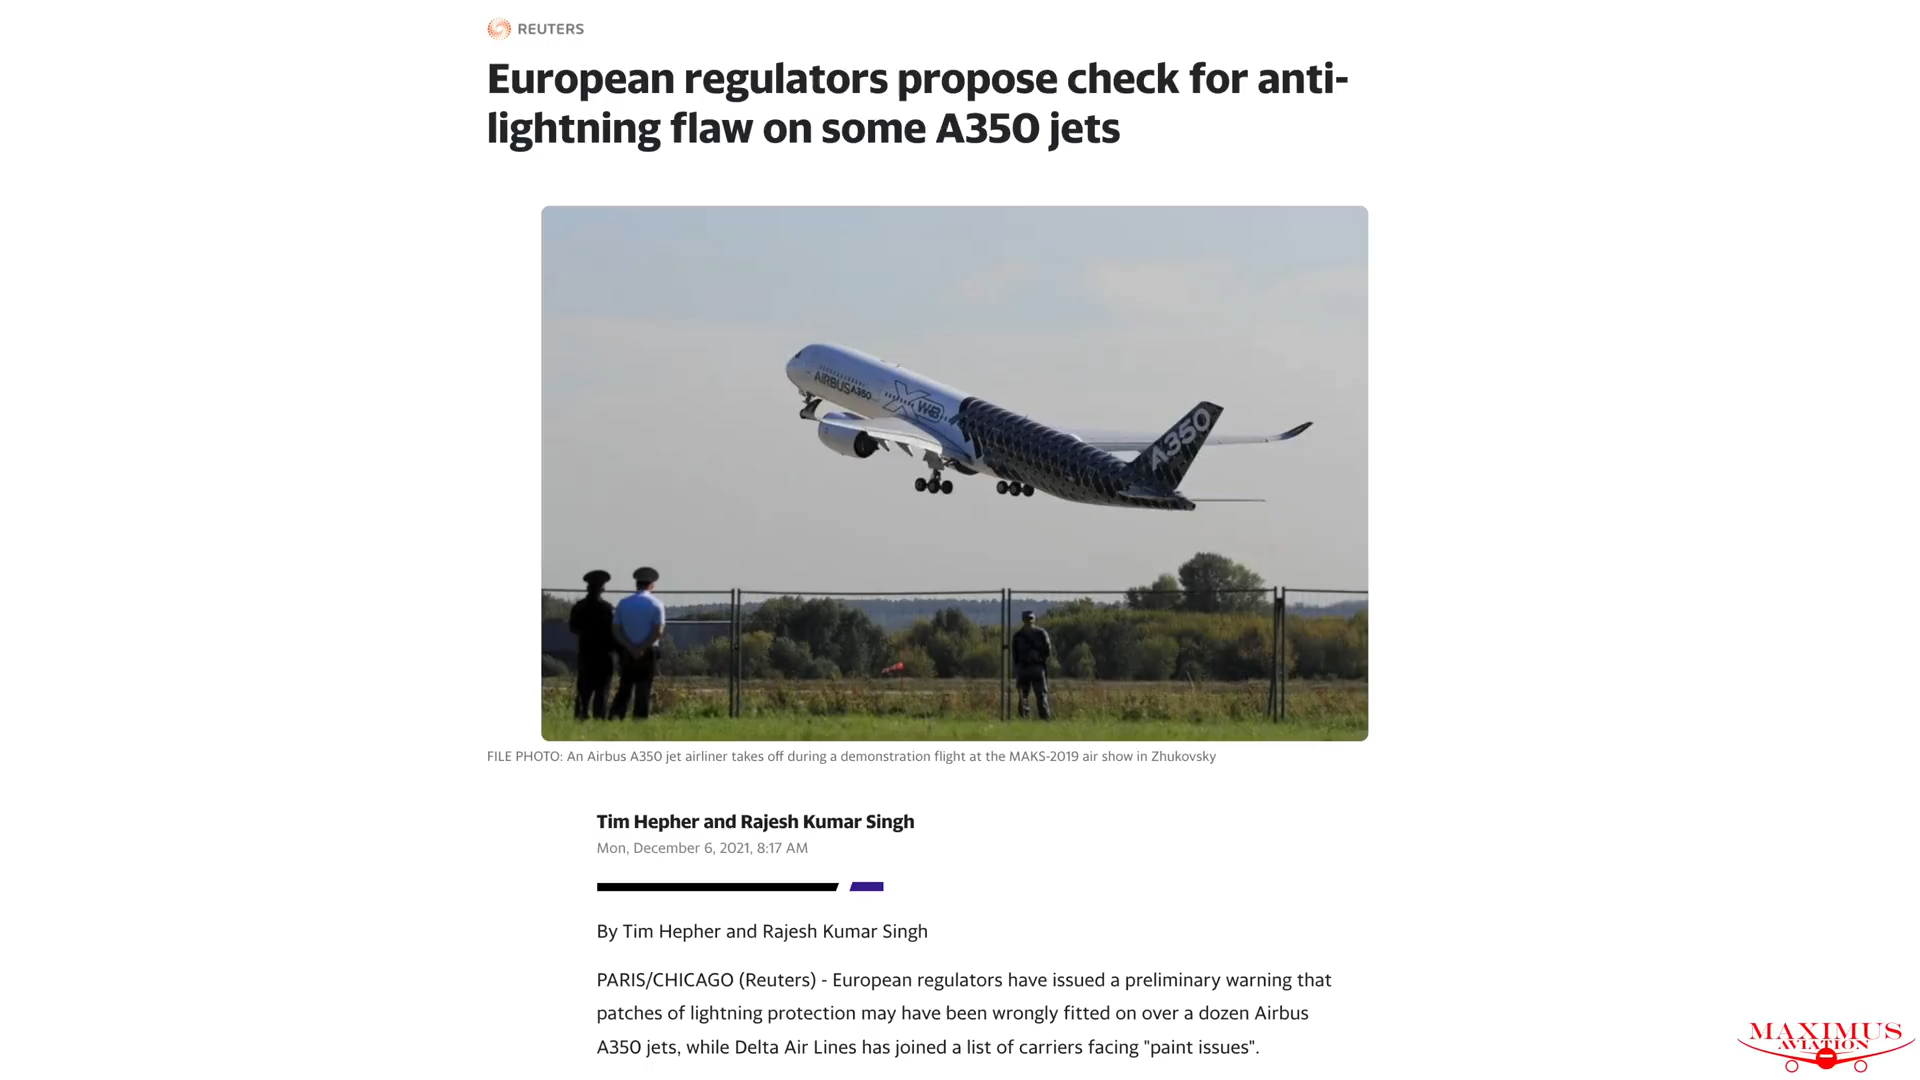 REUTERS
European regulators propose check for anti-
lightning flaw on some A350 jets
AIRBUS A350
XWB
A350
FILE PHOTO: An Airbus A350 jet airliner takes off during a demonstration flight at the MAKS-2019 air show in Zhukovsky
Tim Hepher and Rajesh Kumar Singh
Mon, December 6, 2021, 8:17 AM
By Tim Hepher and Rajesh Kumar Singh
PARIS/CHICAGO (Reuters) - European regulators have issued a preliminary warning that
patches of lightning protection may have been wrongly fitted on over a dozen Airbus
A350 jets, while Delta Air Lines has joined a list of carriers facing "paint issues".
MAXIMUS
AVIATION